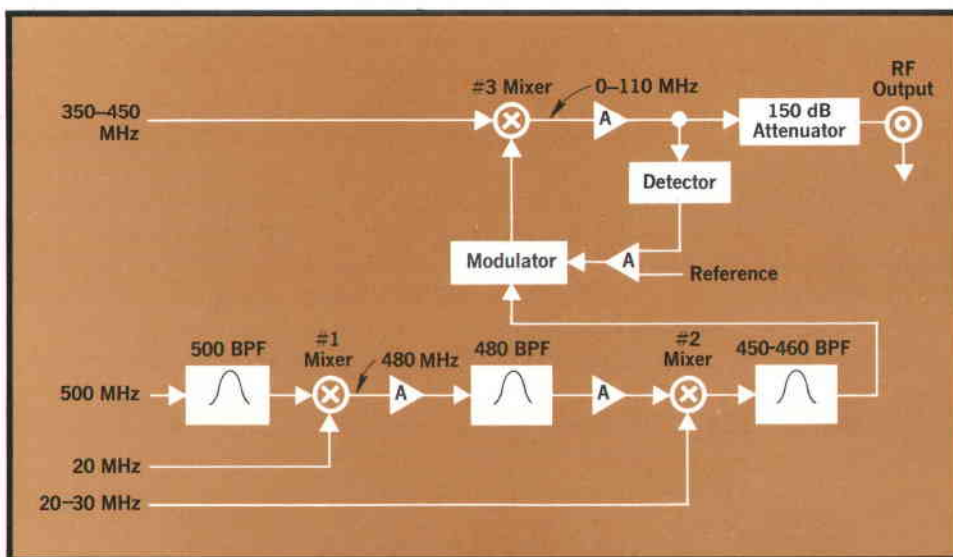 350–450
MHz
#3 Mixer
0–110 MHz
A
150 dB
Attenuator
RF
Output
Detector
Modulator
A
Reference
500 BPF
#1
Mixer
480 MHz
480 BPF
#2
Mixer
450-460 BPF
500 MHz
A
A
20 MHz
20–30 MHz